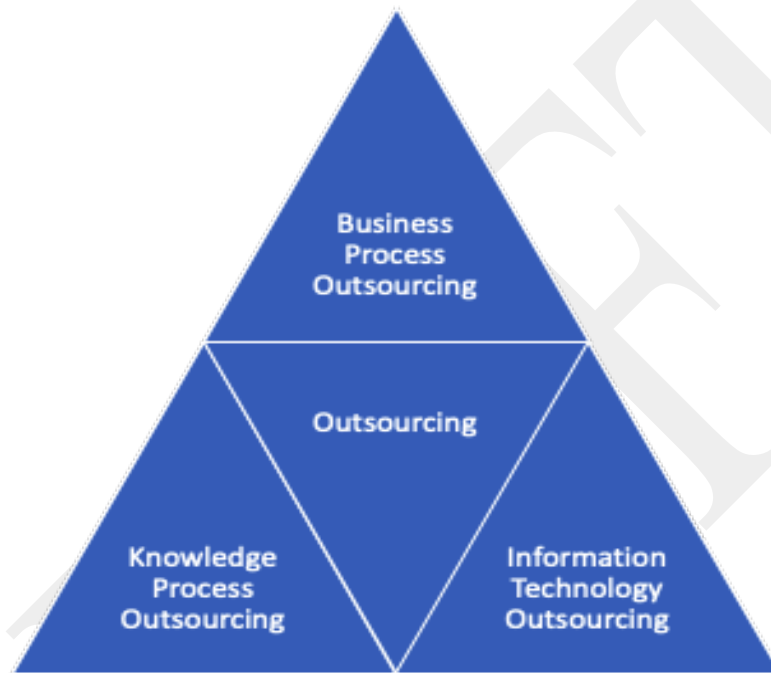 Business
Process
Outsourcing
Outsourcing
Knowledge
Process
Outsourcing
Information
Technology
Outsourcing